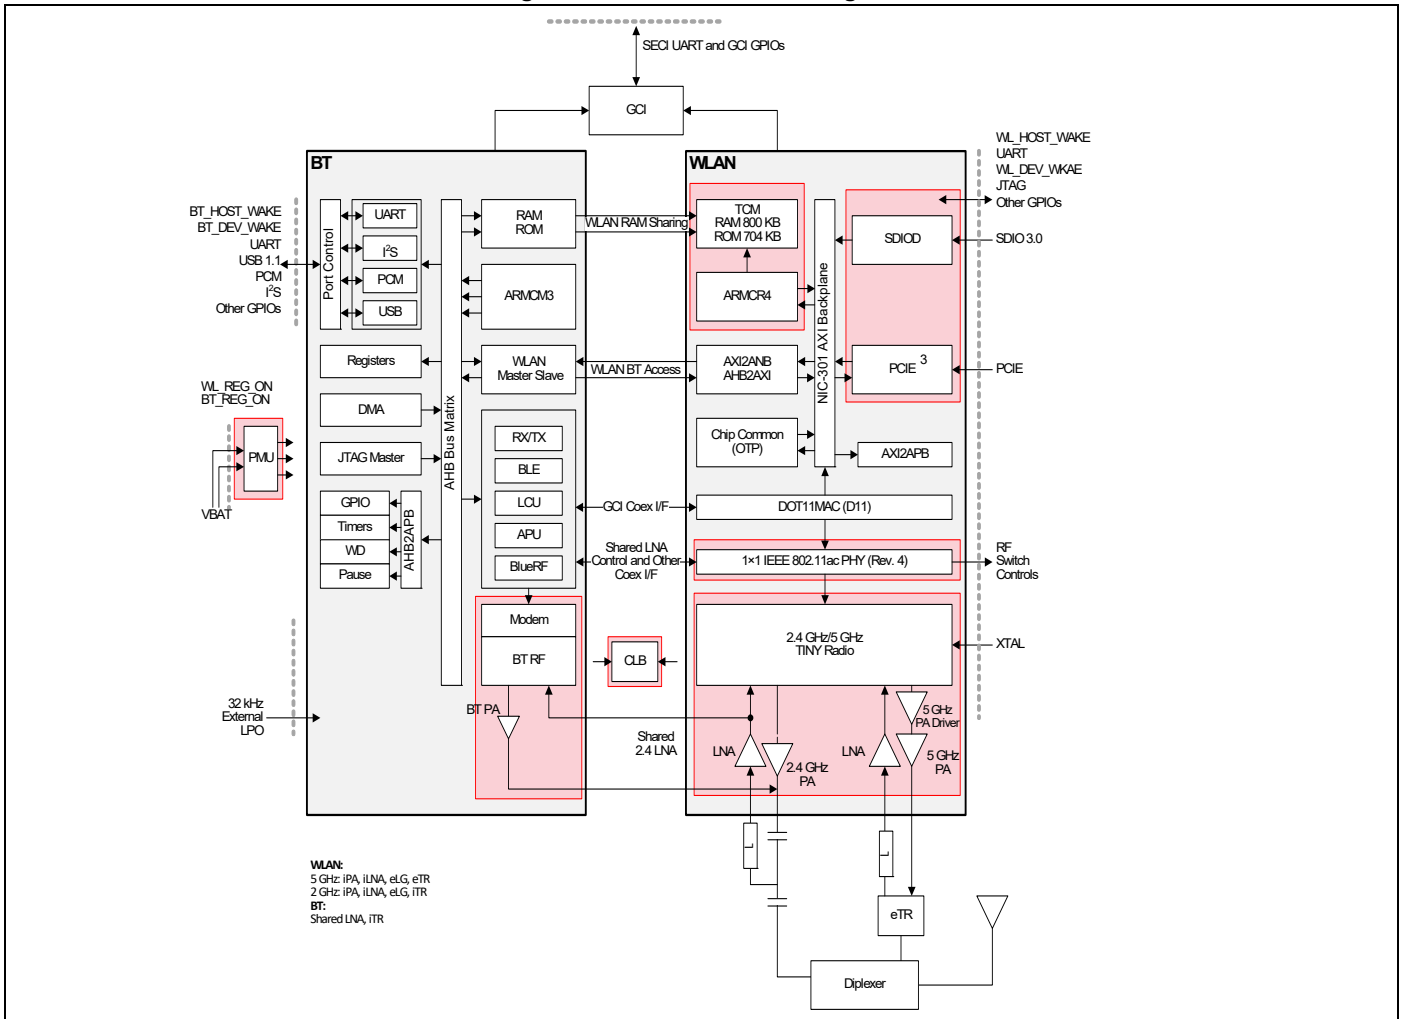 SECI UART and GCI GPIOs
GCI
BT
WLAN
WL_HOST_WAKE
UART
WL_DEV_WKAE
JTAG
Other GPIOs
BT_HOST_WAKE
BT_DEV_WAKE
UART
USB 1.1
PCM
I²S
Other GPIOs
Port Control
UART
I²S
PCM
USB
AHB Bus Matrix
RAM
ROM
WLAN RAM Sharing
TCM
RAM 800 KB
ROM 704 KB
NIC-301 AXI Backplane
SDIOD
SDIO 3.0
ARMCM3
ARMCR4
Registers
WLAN
Master Slave
WLAN BT Access
AXI2ANB
AHB2AXI
PCIE 3
PCIE
WL_REG_ON
BT_REG_ON
PMU
VBAT
DMA
JTAG Master
RX/TX
BLE
LCU
APU
BlueRF
Chip Common
(OTP)
AXI2APB
GPIO
Timers
WD
Pause
AHB2APB
GCI Coex I/F
DOT11MAC (D11)
Shared LNA
Control and Other
Coex I/F
1×1 IEEE 802.11ac PHY (Rev. 4)
RF
Switch
Controls
Modem
BT RF
CLB
2.4 GHz/5 GHz
TINY Radio
XTAL
32 kHz
External
LPO
BT PA
Shared
2.4 LNA
LNA
2.4 GHz
PA
LNA
5 GHz
PA Driver
5 GHz
PA
L
L
WLAN:
5 GHz: iPA, iLNA, eLG, eTR
2 GHz: iPA, iLNA, eLG, iTR
BT:
Shared LNA, iTR
eTR
Diplexer